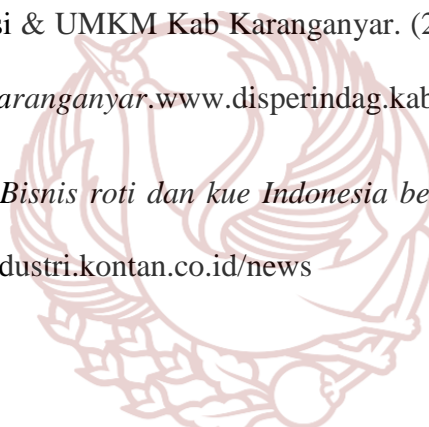 si & UMKM Kab Karanganyar. (2
aranganyar.www.disperindag.kab
Bisnis roti dan kue Indonesia be
dustri.kontan.co.id/news